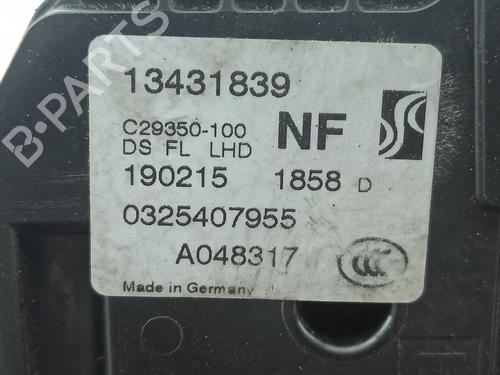 B-PARTS
13431839
C29350-100
DS FL LHD
NF
190215 1858 D
0325407955
A048317
Made in Germany